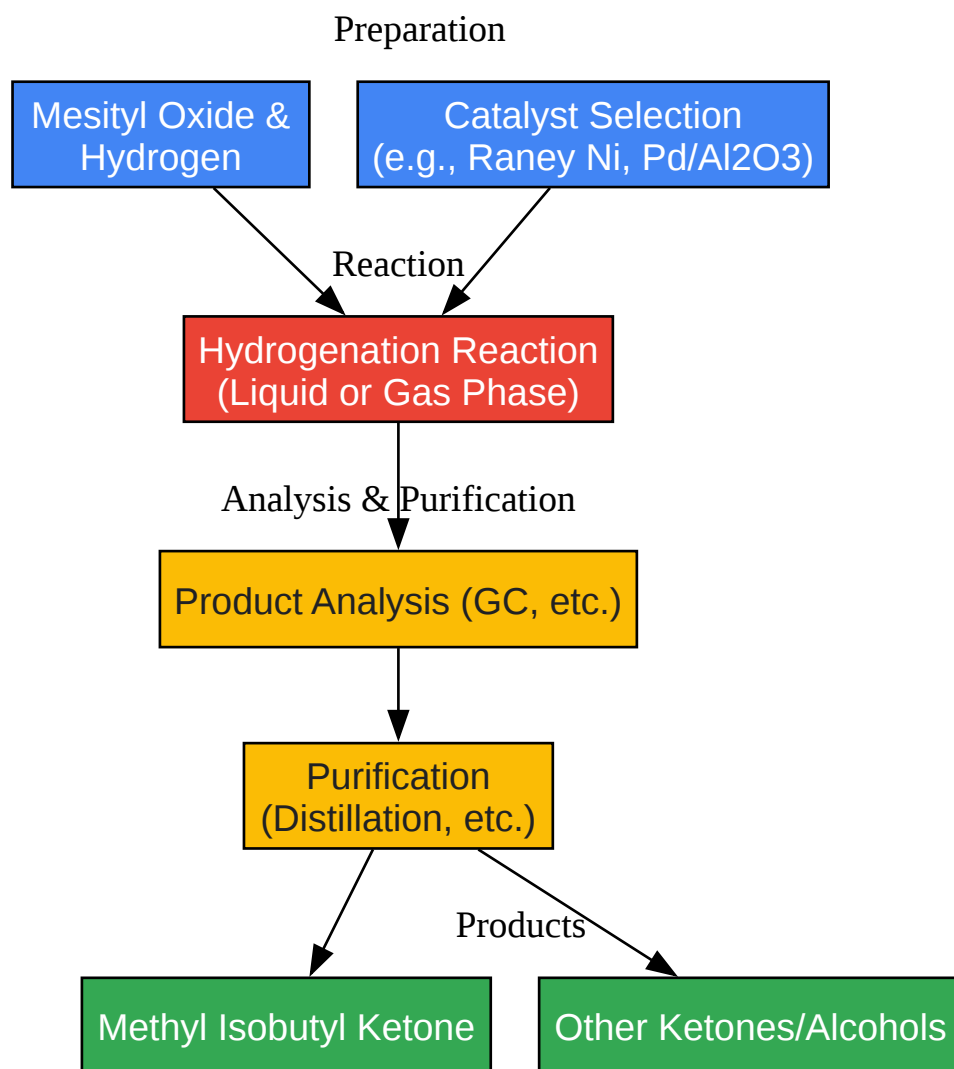 Preparation
Mesityl Oxide &
Hydrogen
Catalyst Selection
(e.g., Raney Ni, Pd/Al2O3)
Reaction
Hydrogenation Reaction
(Liquid or Gas Phase)
Analysis & Purification
Product Analysis (GC, etc.)
Purification
(Distillation, etc.)
Products
Methyl Isobutyl Ketone
Other Ketones/Alcohols